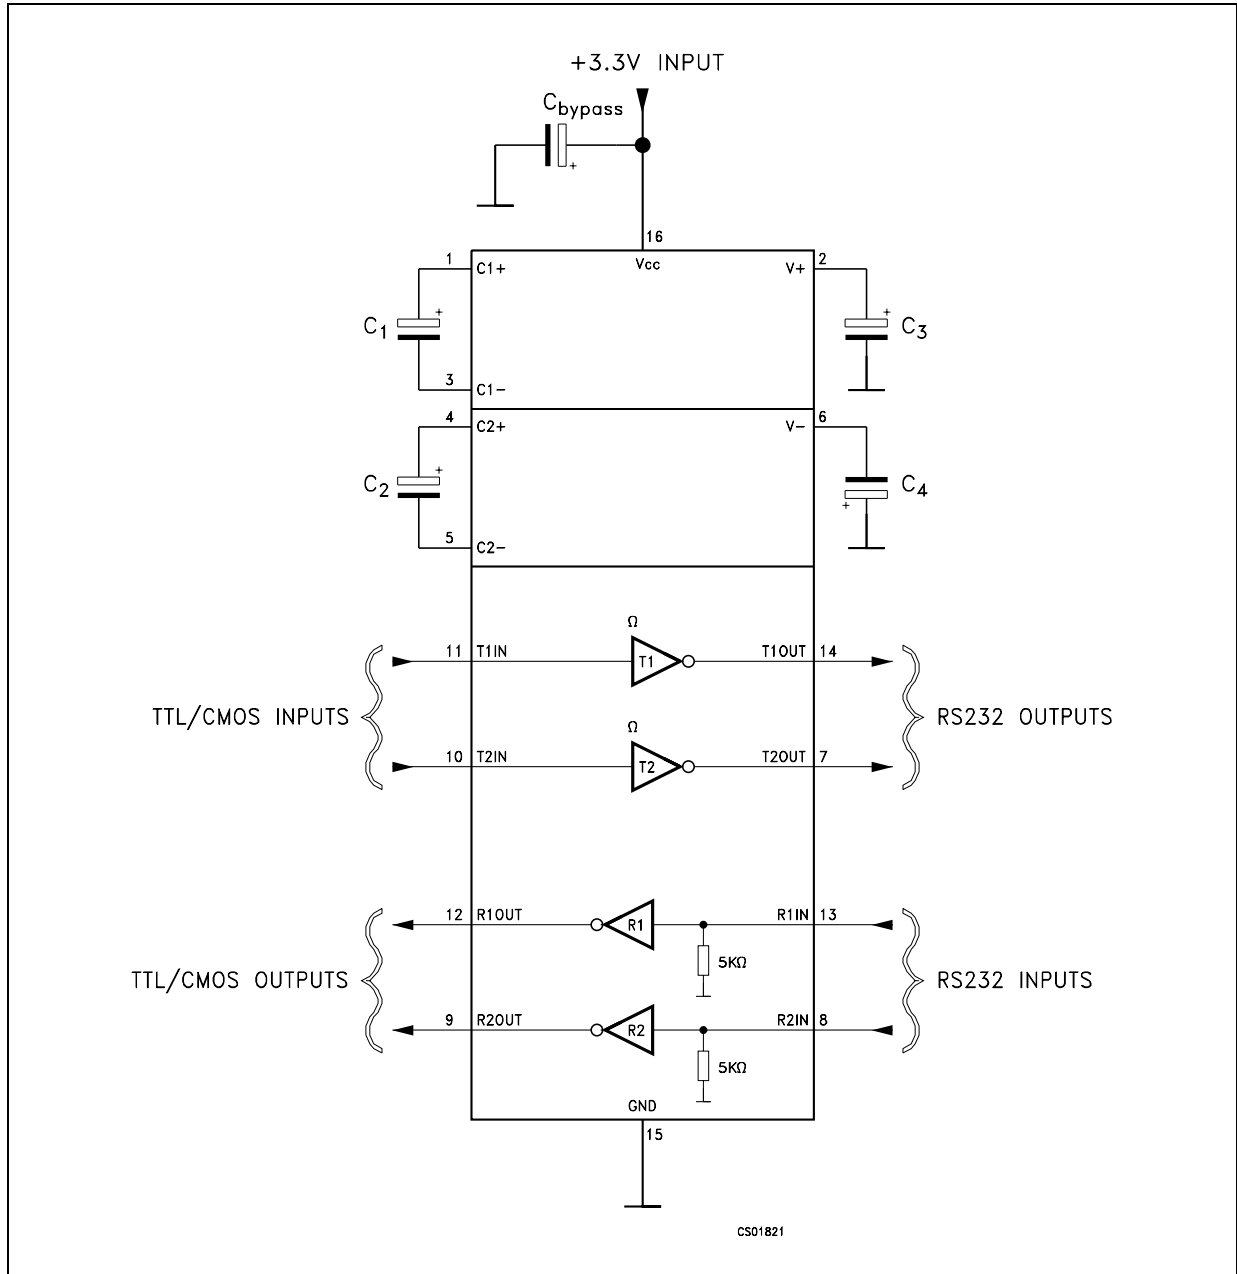 +3.3V INPUT
Cbypass
+
16
1 C1+ Vcc V+ 2
+ +
C1 C3
3 C1-
4 C2+ V- 6
+
C2 C4
+
5 C2-
Ω
11 T1IN T1 T1OUT 14
TTL/CMOS INPUTS RS232 OUTPUTS
Ω
10 T2IN T2 T2OUT 7
12 R1OUT R1 R1IN 13
5KΩ
TTL/CMOS OUTPUTS RS232 INPUTS
9 R2OUT R2 R2IN 8
5KΩ
GND
15
CS01821